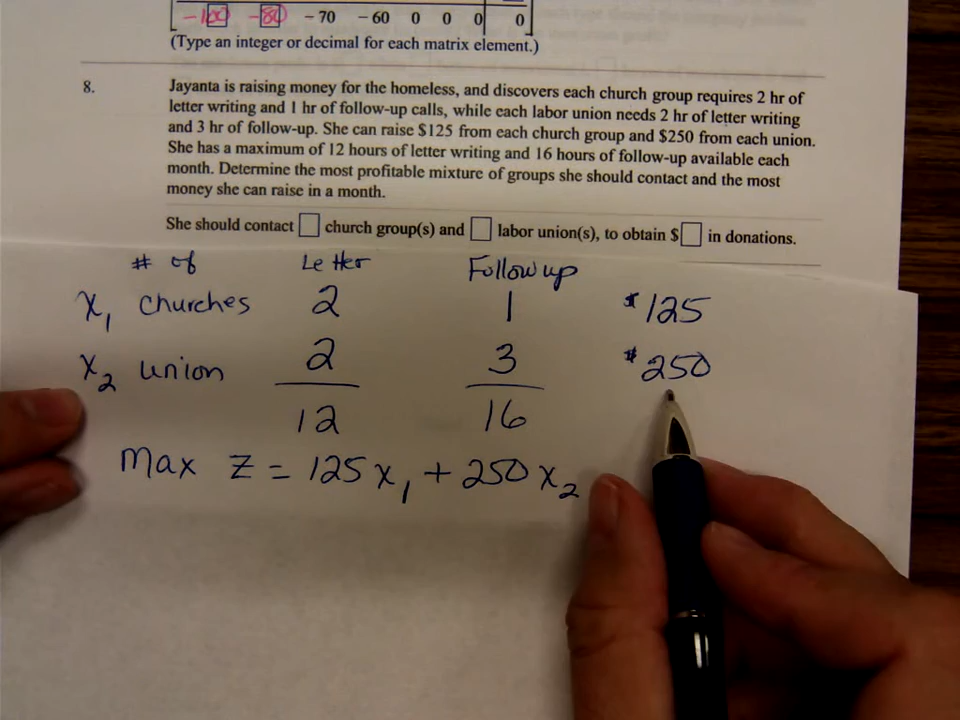 -100 -80 -70 -60 0 0 0 0
(Type an integer or decimal for each matrix element.)
8. Jayanta is raising money for the homeless, and discovers each church group requires 2 hr of
letter writing and 1 hr of follow-up calls, while each labor union needs 2 hr of letter writing
and 3 hr of follow-up. She can raise $125 from each church group and $250 from each union.
She has a maximum of 12 hours of letter writing and 16 hours of follow-up available each
month. Determine the most profitable mixture of groups she should contact and the most
money she can raise in a month.
She should contact church group(s) and labor union(s), to obtain $ in donations.
# of Letter Follow up
x₁ churches 2 1 $125
x₂ union 2 3 $250
12 16
Max Z = 125 x₁ + 250 x₂